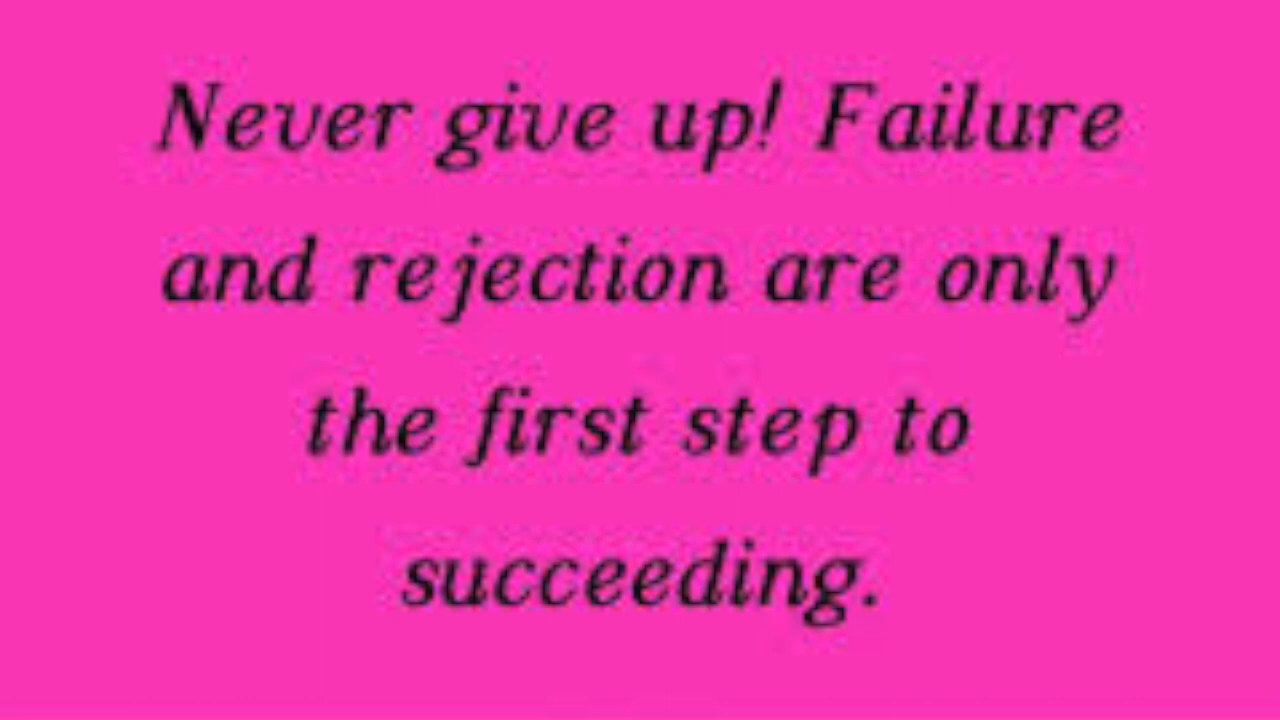 Never give up! Failure
and rejection are only
the first step to
succeeding.